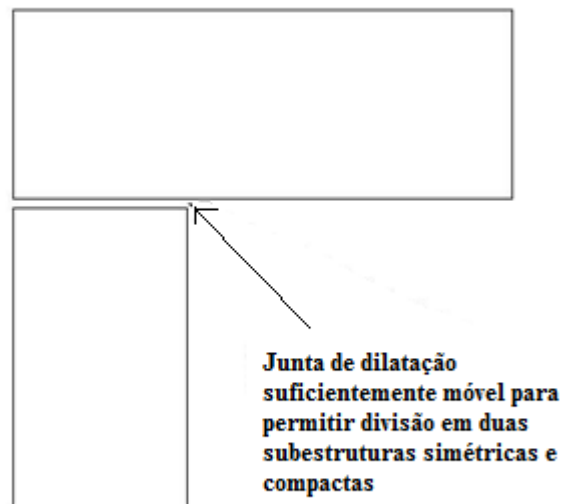 Junta de dilatação
suficientemente móvel para
permitir divisão em duas
subestruturas simétricas e
compactas